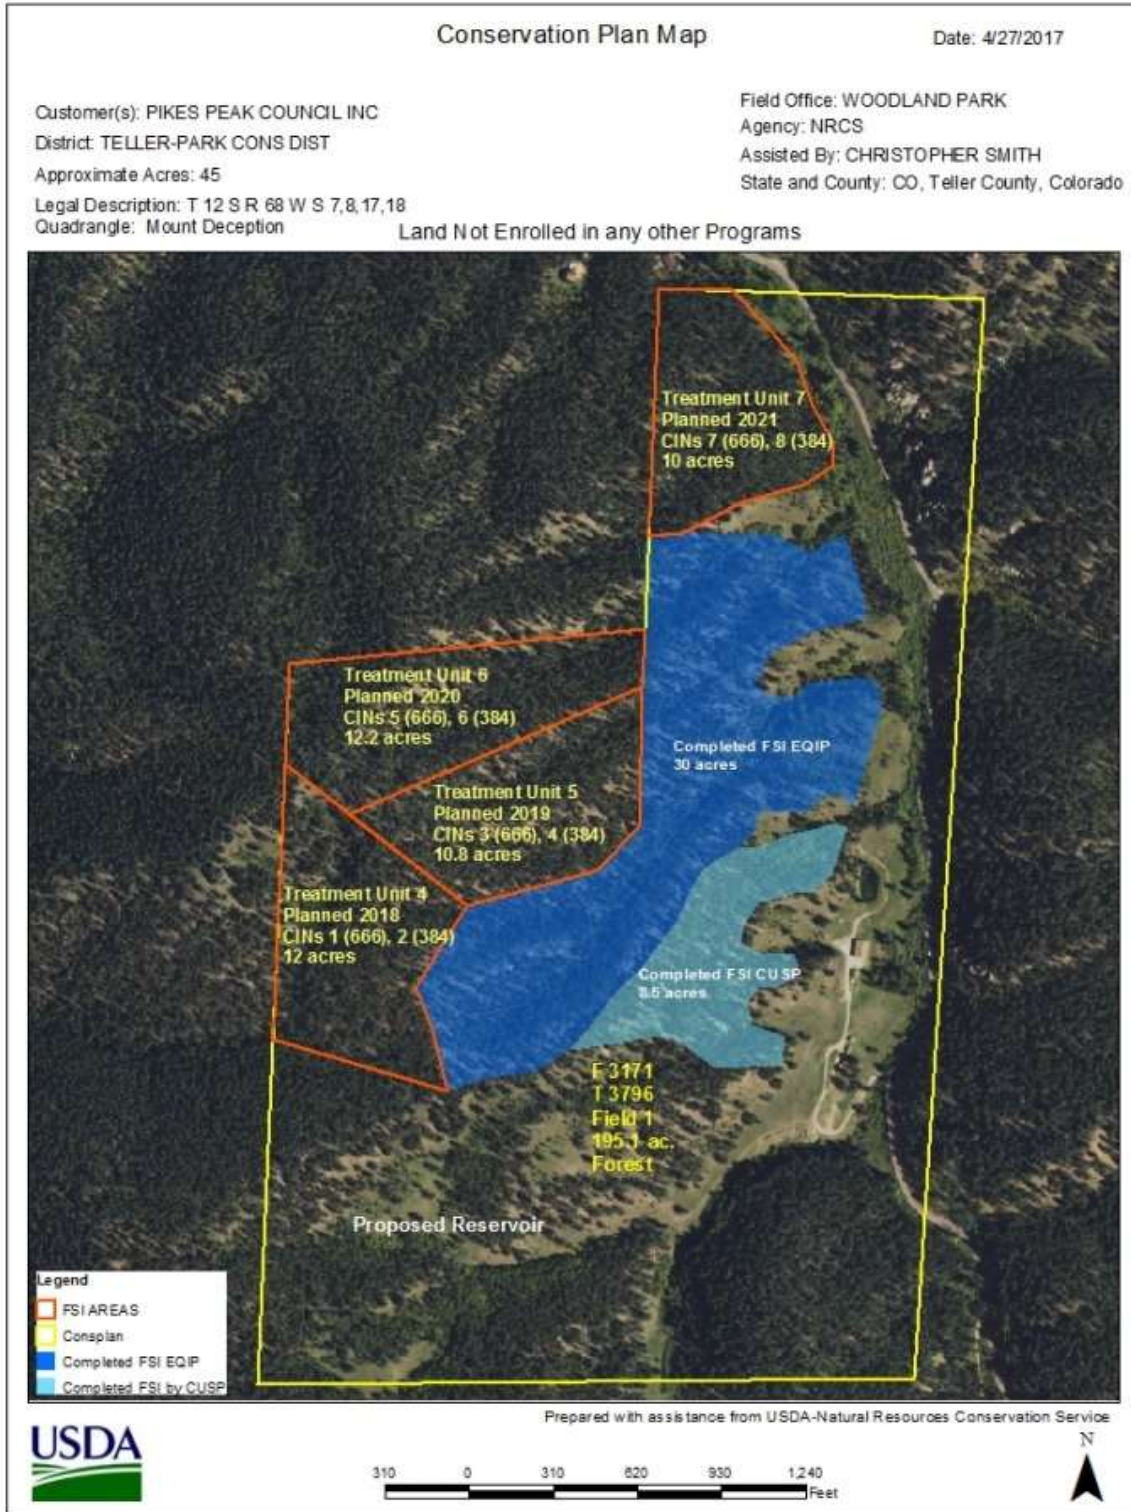 Conservation Plan Map
Date: 4/27/2017
Customer(s): PIKES PEAK COUNCIL INC
District: TELLER-PARK CONS DIST
Approximate Acres: 45
Legal Description: T 12 S R 68 W S 7,8,17,18
Quadrangle: Mount Deception
Field Office: WOODLAND PARK
Agency: NRCS
Assisted By: CHRISTOPHER SMITH
State and County: CO, Teller County, Colorado
Land Not Enrolled in any other Programs
Treatment Unit 7
Planned 2021
CINs 7 (666), 8 (384)
10 acres
Treatment Unit 6
Planned 2020
CINs 5 (666), 6 (384)
12.2 acres
Completed FSI EQIP
30 acres
Treatment Unit 5
Planned 2019
CINs 3 (666), 4 (384)
10.8 acres
Treatment Unit 4
Planned 2018
CINs 1 (666), 2 (384)
12 acres
Completed FSI CUSP
8.5 acres
F 3171
T 3796
Field 1
195.1 ac.
Forest
Proposed Reservoir
Legend
FSI AREAS
Consplan
Completed FSI EQIP
Completed FSI by CUSP
Prepared with assistance from USDA-Natural Resources Conservation Service
USDA
310 0 310 620 930 1,240
Feet
N